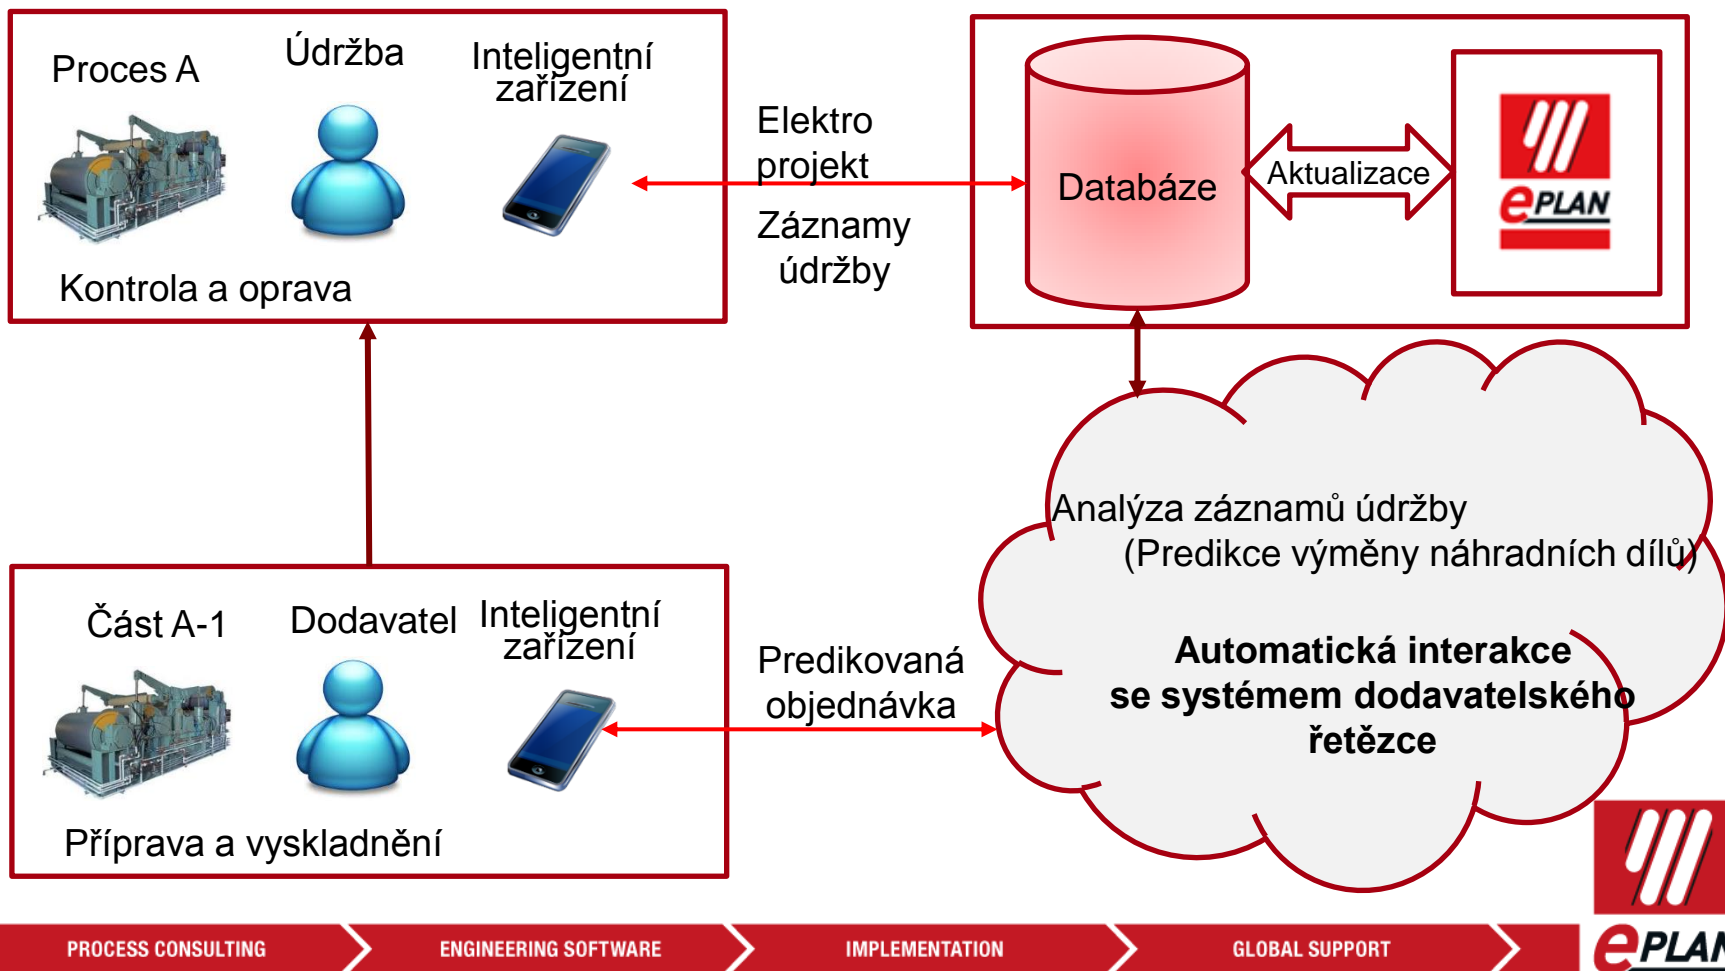 Proces A
Údržba
Inteligentní
zařízení
Kontrola a oprava
Elektro
projekt
Záznamy
údržby
Databáze
Aktualizace
ePLAN
Analýza záznamů údržby
(Predikce výměny náhradních dílů)
Automatická interakce
se systémem dodavatelského
řetězce
Část A-1
Dodavatel
Inteligentní
zařízení
Příprava a vyskladnění
Predikovaná
objednávka
PROCESS CONSULTING
ENGINEERING SOFTWARE
IMPLEMENTATION
GLOBAL SUPPORT
ePLAN